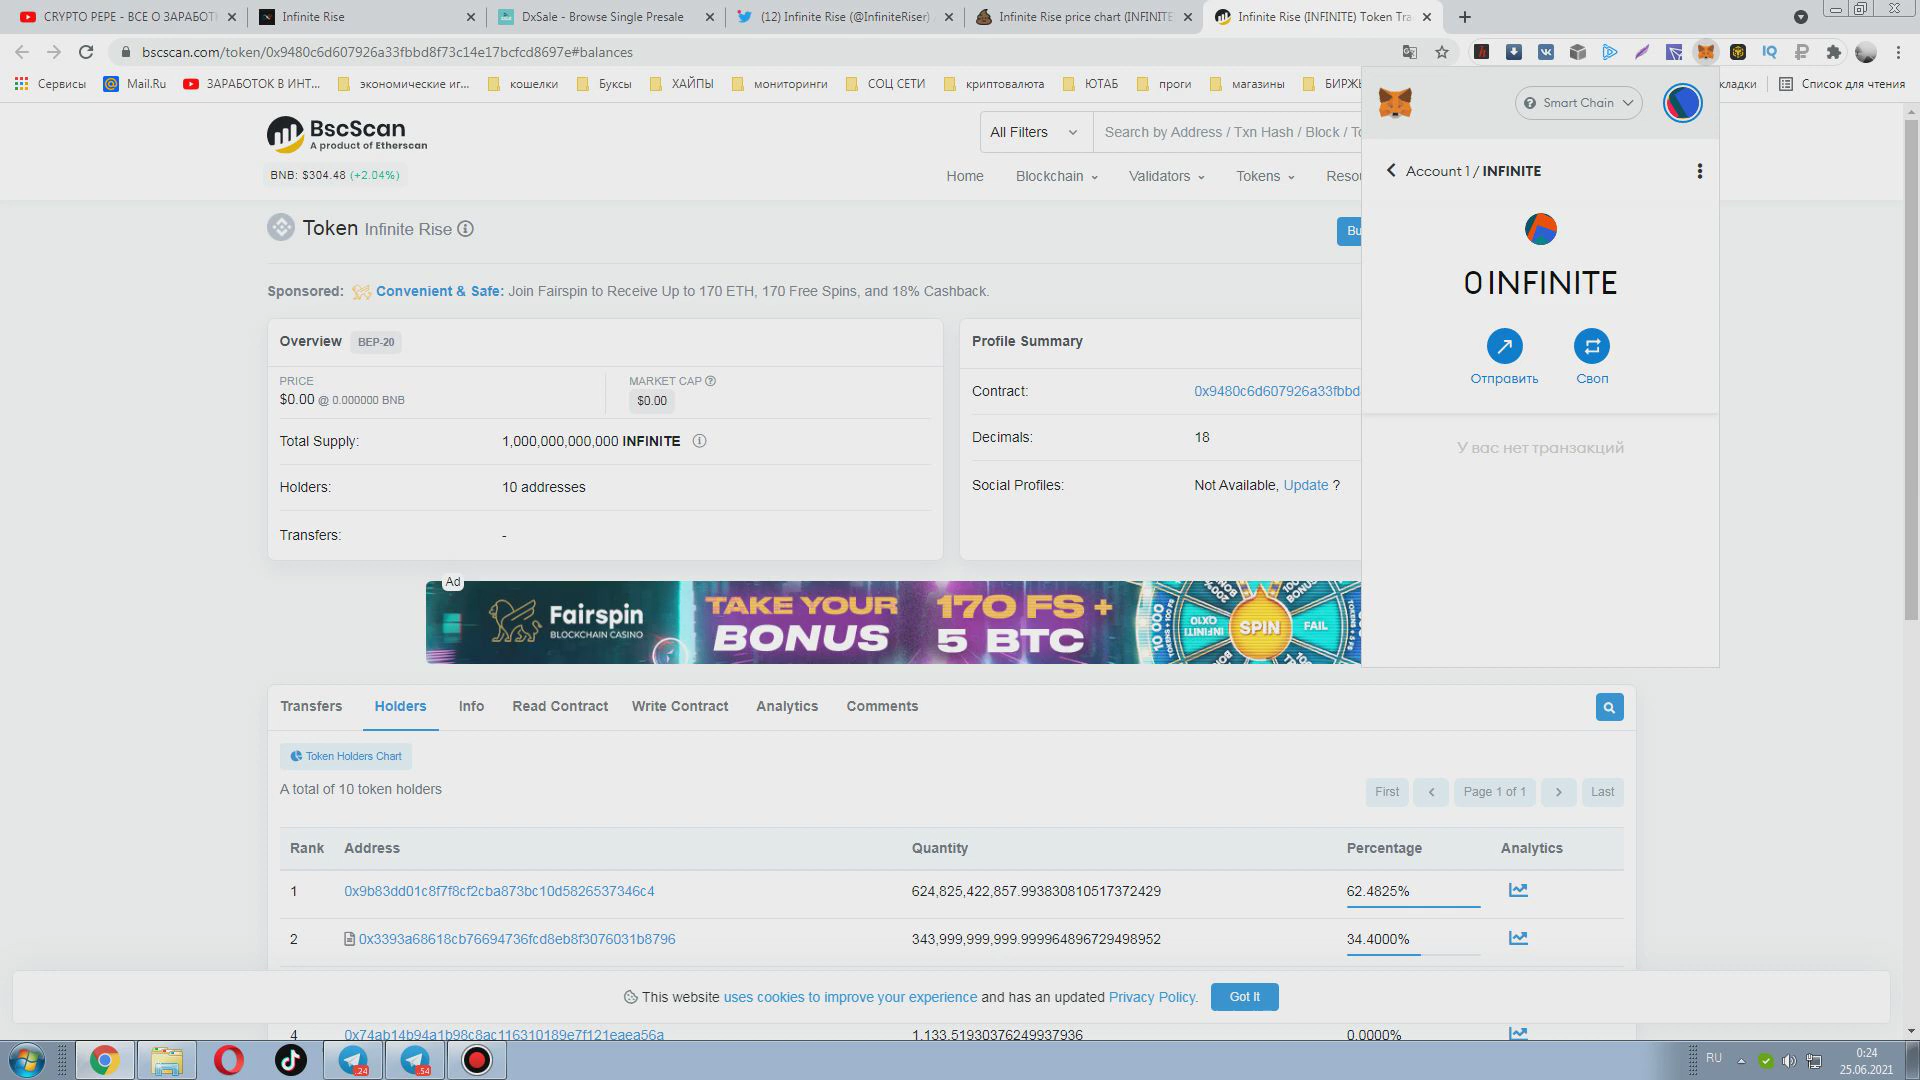 CRYPTO PEPE - ВСЕ О ЗАРАБОТ
Infinite Rise
DxSale - Browse Single Presale
(12) Infinite Rise (@InfiniteRiser)
Infinite Rise price chart (INFINITE
Infinite Rise (INFINITE) Token Tra
bscscan.com/token/0x9480c6d607926a33fbbd8f73c14e17bcfcd8697e#balances
Сервисы
Mail.Ru
ЗАРАБОТОК В ИНТ...
экономические иг...
кошелки
Буксы
ХАЙПЫ
мониторинги
СОЦ СЕТИ
криптовалюта
ЮТАБ
проги
магазины
БИРЖЫ
кладки
Список для чтения
BscScan
A product of Etherscan
BNB: $304.48 (+2.04%)
All Filters
Search by Address / Txn Hash / Block / To
Home
Blockchain
Validators
Tokens
Resou
Smart Chain
Account 1 / INFINITE
0 INFINITE
Отправить
Своп
У вас нет транзакций
Token Infinite Rise
Bu
Sponsored: Convenient & Safe: Join Fairspin to Receive Up to 170 ETH, 170 Free Spins, and 18% Cashback.
Overview BEP-20
PRICE
$0.00 @ 0.000000 BNB
MARKET CAP
$0.00
Total Supply: 1,000,000,000,000 INFINITE
Holders: 10 addresses
Transfers: -
Profile Summary
Contract: 0x9480c6d607926a33fbbd
Decimals: 18
Social Profiles: Not Available, Update ?
Ad
Fairspin
BLOCKCHAIN CASINO
TAKE YOUR
BONUS
170 FS +
5 BTC
SPIN
FAIL
Transfers
Holders
Info
Read Contract
Write Contract
Analytics
Comments
Token Holders Chart
A total of 10 token holders
First
Page 1 of 1
Last
Rank Address Quantity Percentage Analytics
1 0x9b83dd01c8f7f8cf2cba873bc10d5826537346c4 624,825,422,857.993830810517372429 62.4825%
2 0x3393a68618cb76694736fcd8eb8f3076031b8796 343,999,999,999.999964896729498952 34.4000%
This website uses cookies to improve your experience and has an updated Privacy Policy.
Got It
4 0x74ab14b94a1b98c8ac116310189e7f121eaea56a 1,133.51930376249937936 0.0000%
24
54
RU
0:24
25.06.2021